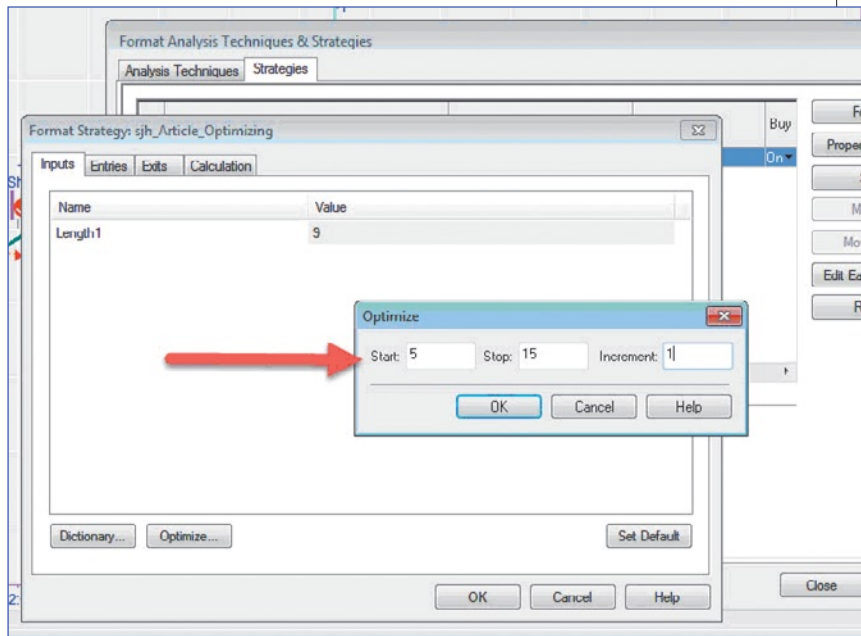 Format Analysis Techniques & Strategies
Analysis Techniques Strategies
Buy
On
Format Strategy: sjh_Article_Optimizing
Inputs Entries Exits Calculation
Name Value
Length1 9
Optimize
Start: 5 Stop: 15 Increment: 1
OK Cancel Help
Dictionary... Optimize... Set Default
OK Cancel Help
Close